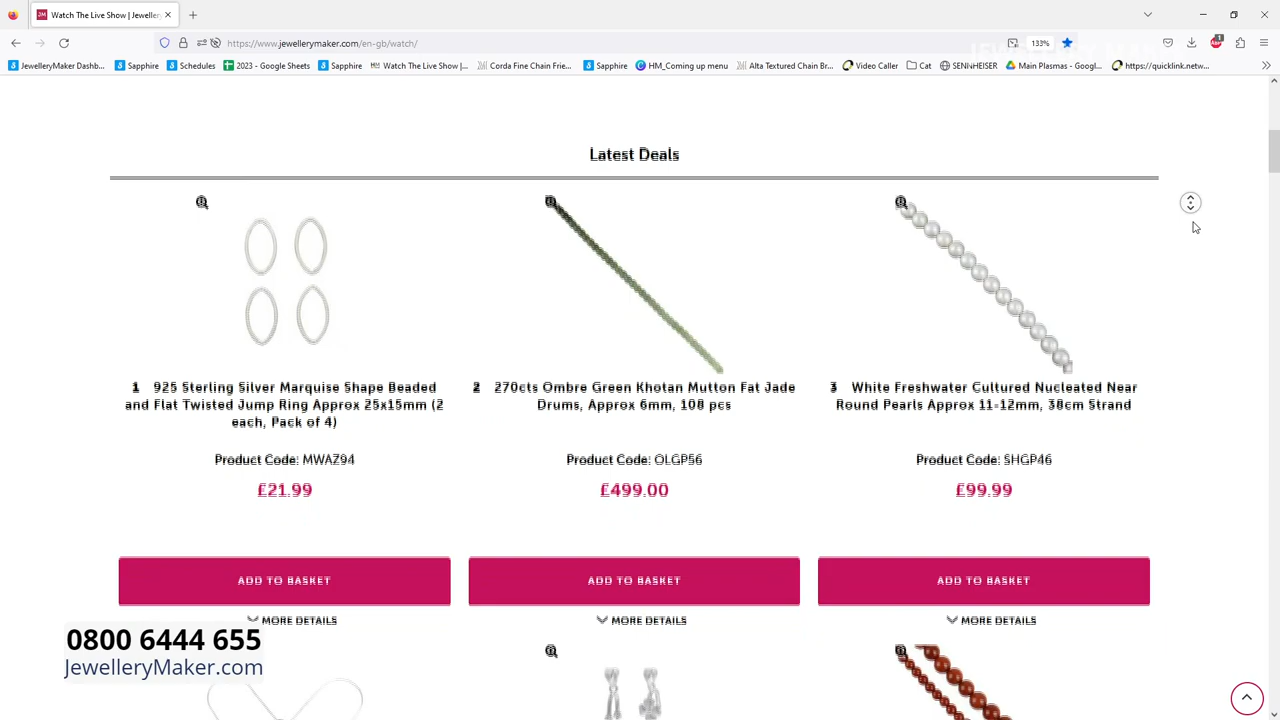 Watch The Live Show | Jeweller
https://www.jewellerymaker.com/en-gb/watch/
133%
1
JewelleryMaker Dashb... Sapphire Schedules 2023 - Google Sheets Sapphire Watch The Live Show |... Corda Fine Chain Frie... Sapphire HM_Coming up menu Alta Textured Chain Br... Video Caller Cat SENNHEISER Main Plasmas - Googl... https://quicklink.netw...
Latest Deals
1 925 Sterling Silver Marquise Shape Beaded
and Flat Twisted Jump Ring Approx 25x15mm (2
each, Pack of 4)
Product Code: MWAZ94
£21.99
ADD TO BASKET
MORE DETAILS
2 270cts Ombre Green Khotan Mutton Fat Jade
Drums, Approx 6mm, 108 pcs
Product Code: OLGP56
£499.00
ADD TO BASKET
MORE DETAILS
3 White Freshwater Cultured Nucleated Near
Round Pearls Approx 11-12mm, 38cm Strand
Product Code: SHGP46
£99.99
ADD TO BASKET
MORE DETAILS
0800 6444 655
JewelleryMaker.com